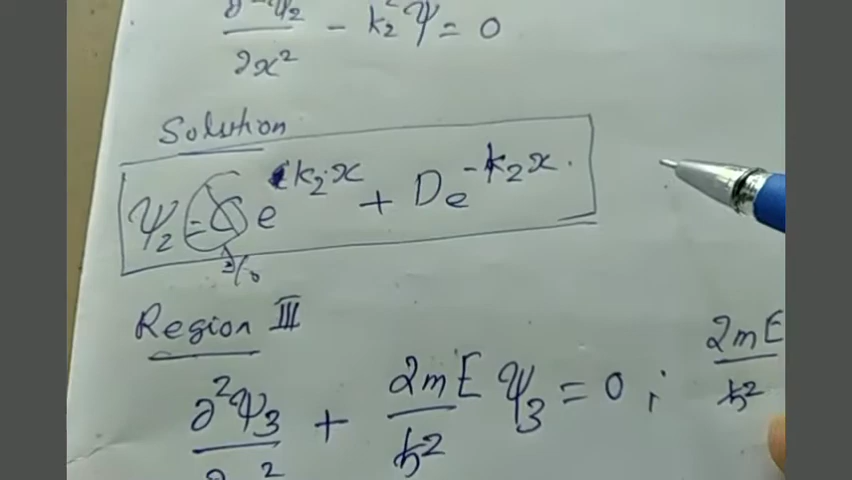 ∂²Ψ₂/∂x² - k₂²Ψ = 0
Solution
Ψ₂ = C e^{k₂x} + D e^{-k₂x}.
Region III
∂²Ψ₃/∂x² + 2mE/ħ² Ψ₃ = 0 ; 2mE/ħ²